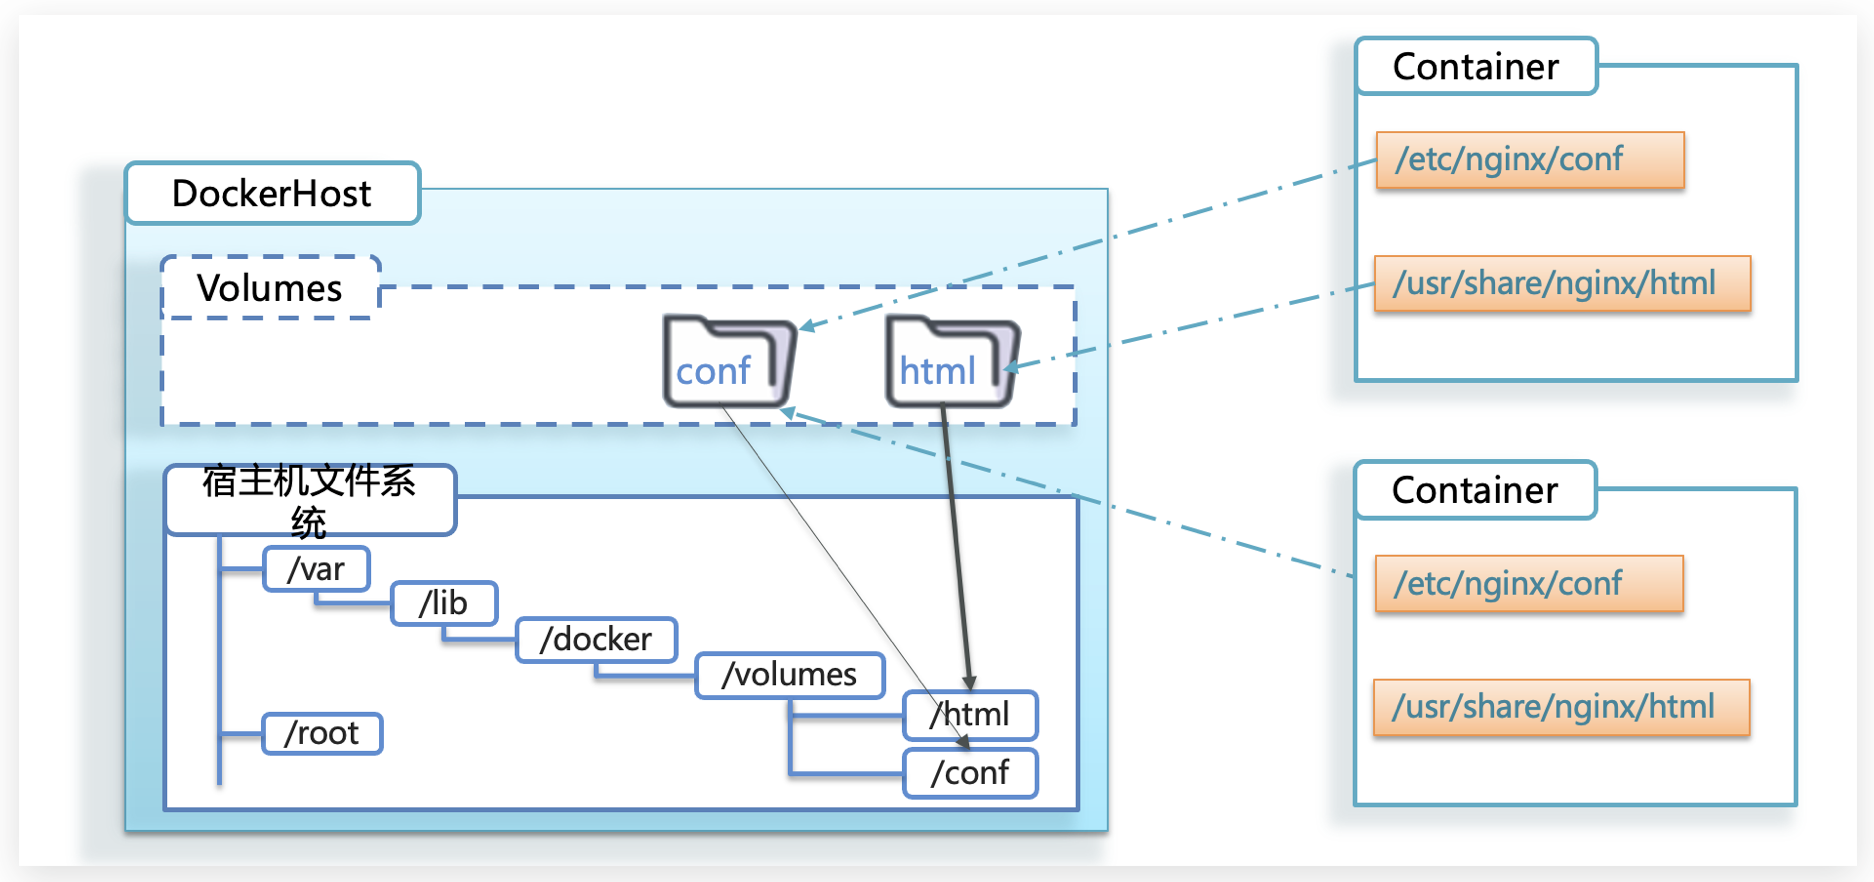 DockerHost
Volumes
conf
html
宿主机文件系
统
/var
/lib
/docker
/volumes
/html
/root
/conf
Container
/etc/nginx/conf
/usr/share/nginx/html
Container
/etc/nginx/conf
/usr/share/nginx/html